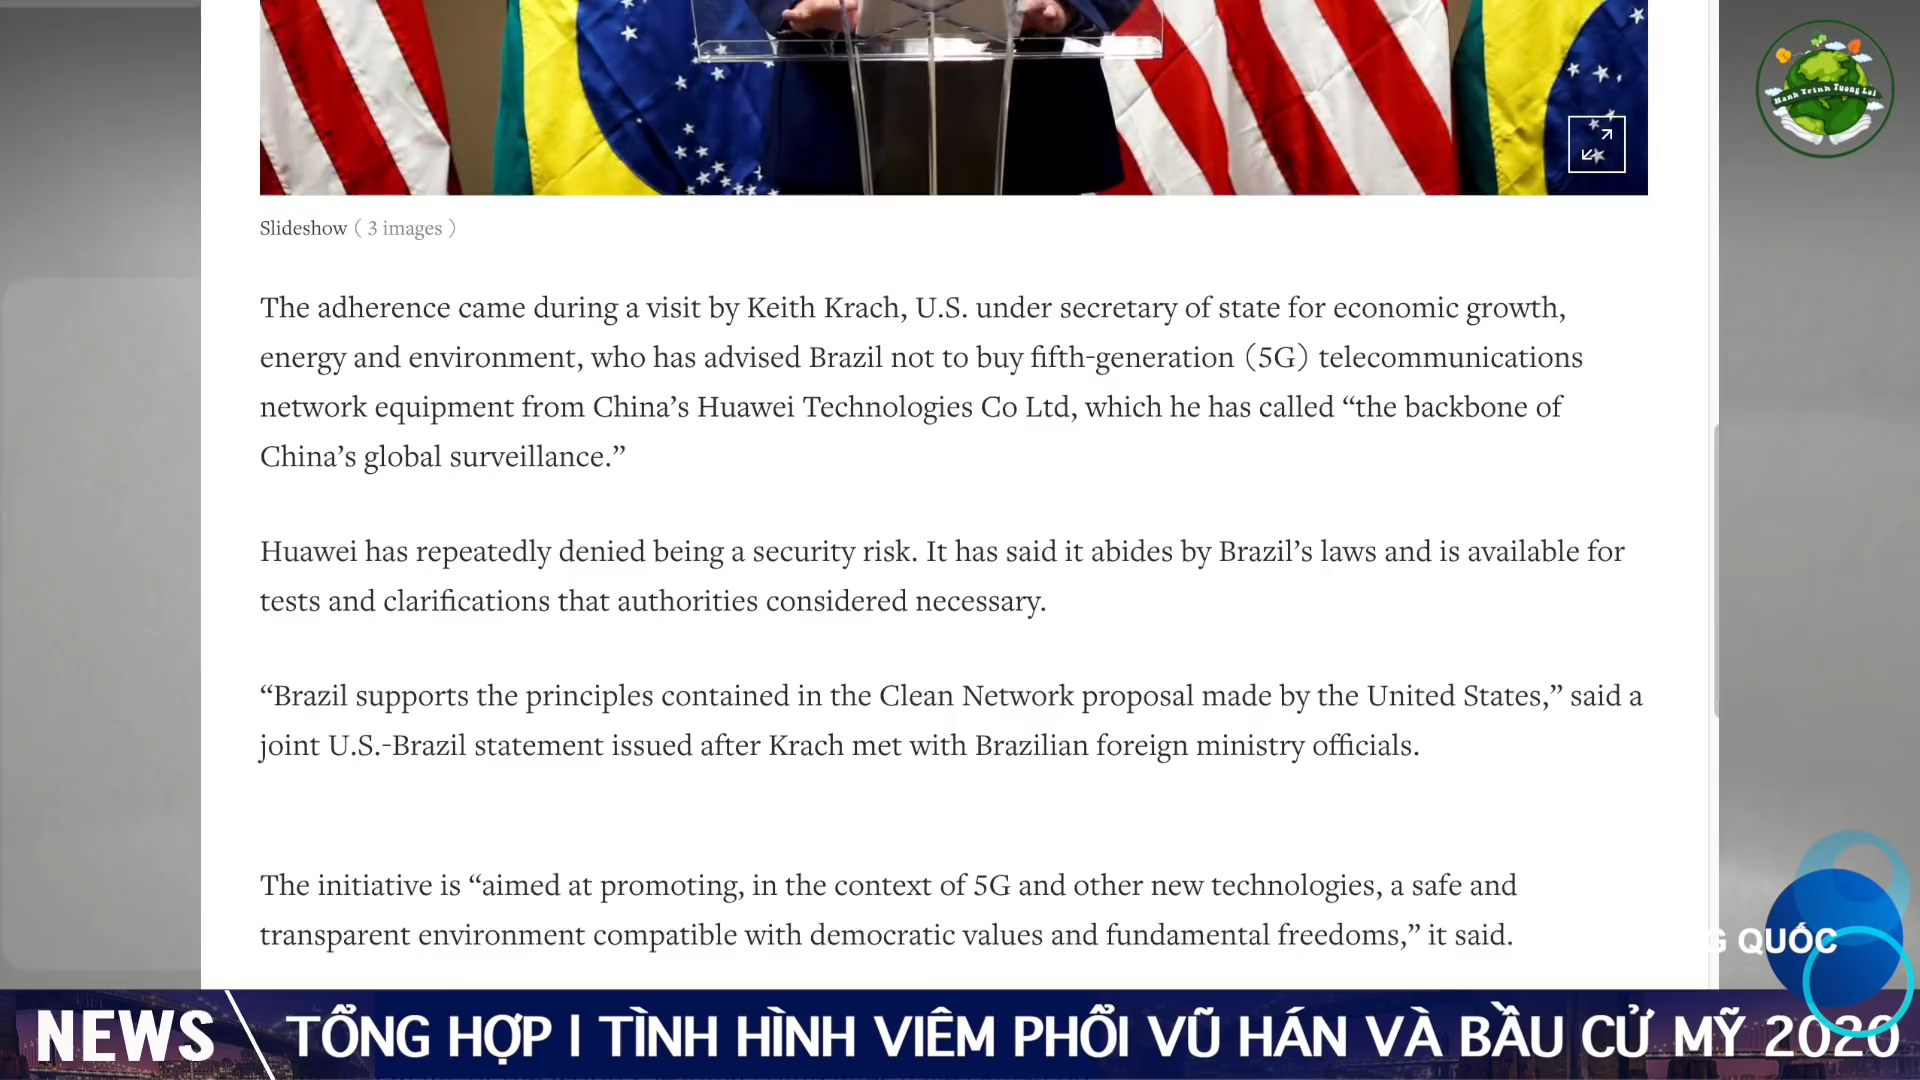 Hanh Trinh Tuong Lai
Slideshow ( 3 images )
The adherence came during a visit by Keith Krach, U.S. under secretary of state for economic growth,
energy and environment, who has advised Brazil not to buy fifth-generation (5G) telecommunications
network equipment from China’s Huawei Technologies Co Ltd, which he has called “the backbone of
China’s global surveillance.”
Huawei has repeatedly denied being a security risk. It has said it abides by Brazil’s laws and is available for
tests and clarifications that authorities considered necessary.
“Brazil supports the principles contained in the Clean Network proposal made by the United States,” said a
joint U.S.-Brazil statement issued after Krach met with Brazilian foreign ministry officials.
The initiative is “aimed at promoting, in the context of 5G and other new technologies, a safe and
transparent environment compatible with democratic values and fundamental freedoms,” it said.
G QUỐC
NEWS
TỔNG HỢP | TÌNH HÌNH VIÊM PHỔI VŨ HÁN VÀ BẦU CỬ MỸ 2020